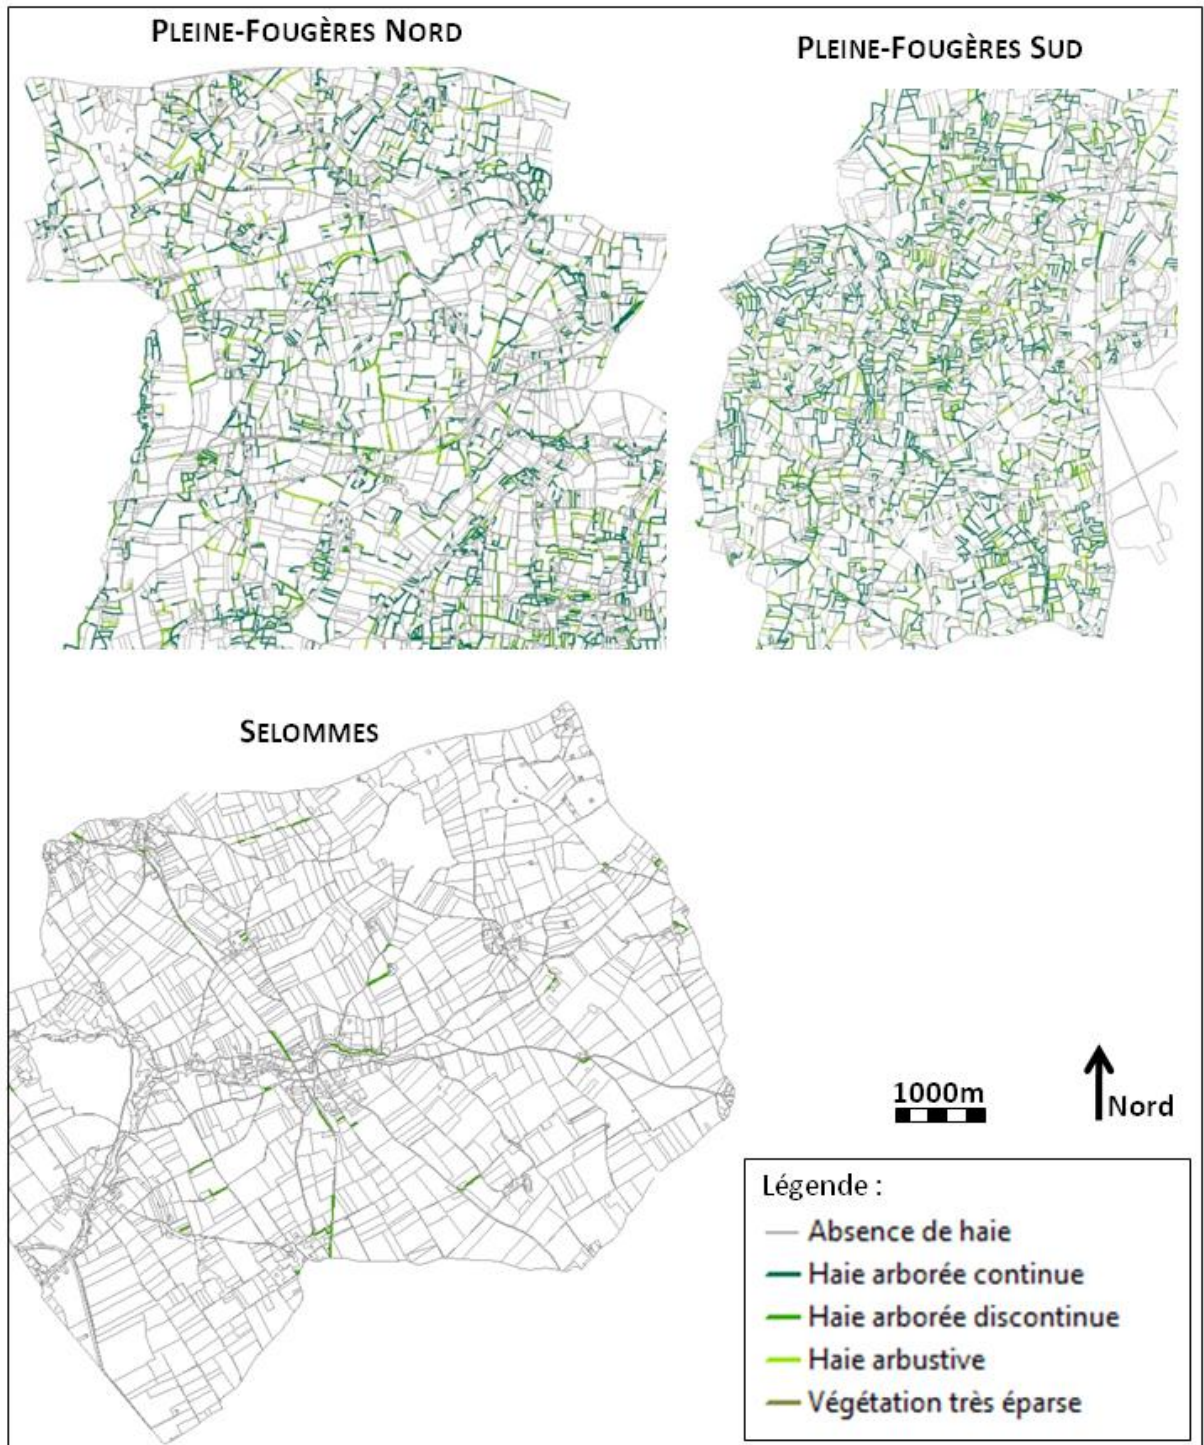 PLEINE-FOUGÈRES NORD
PLEINE-FOUGÈRES SUD
SELOMMES
1000m
Nord
Légende :
Absence de haie
Haie arborée continue
Haie arborée discontinue
Haie arbustive
Végétation très éparse